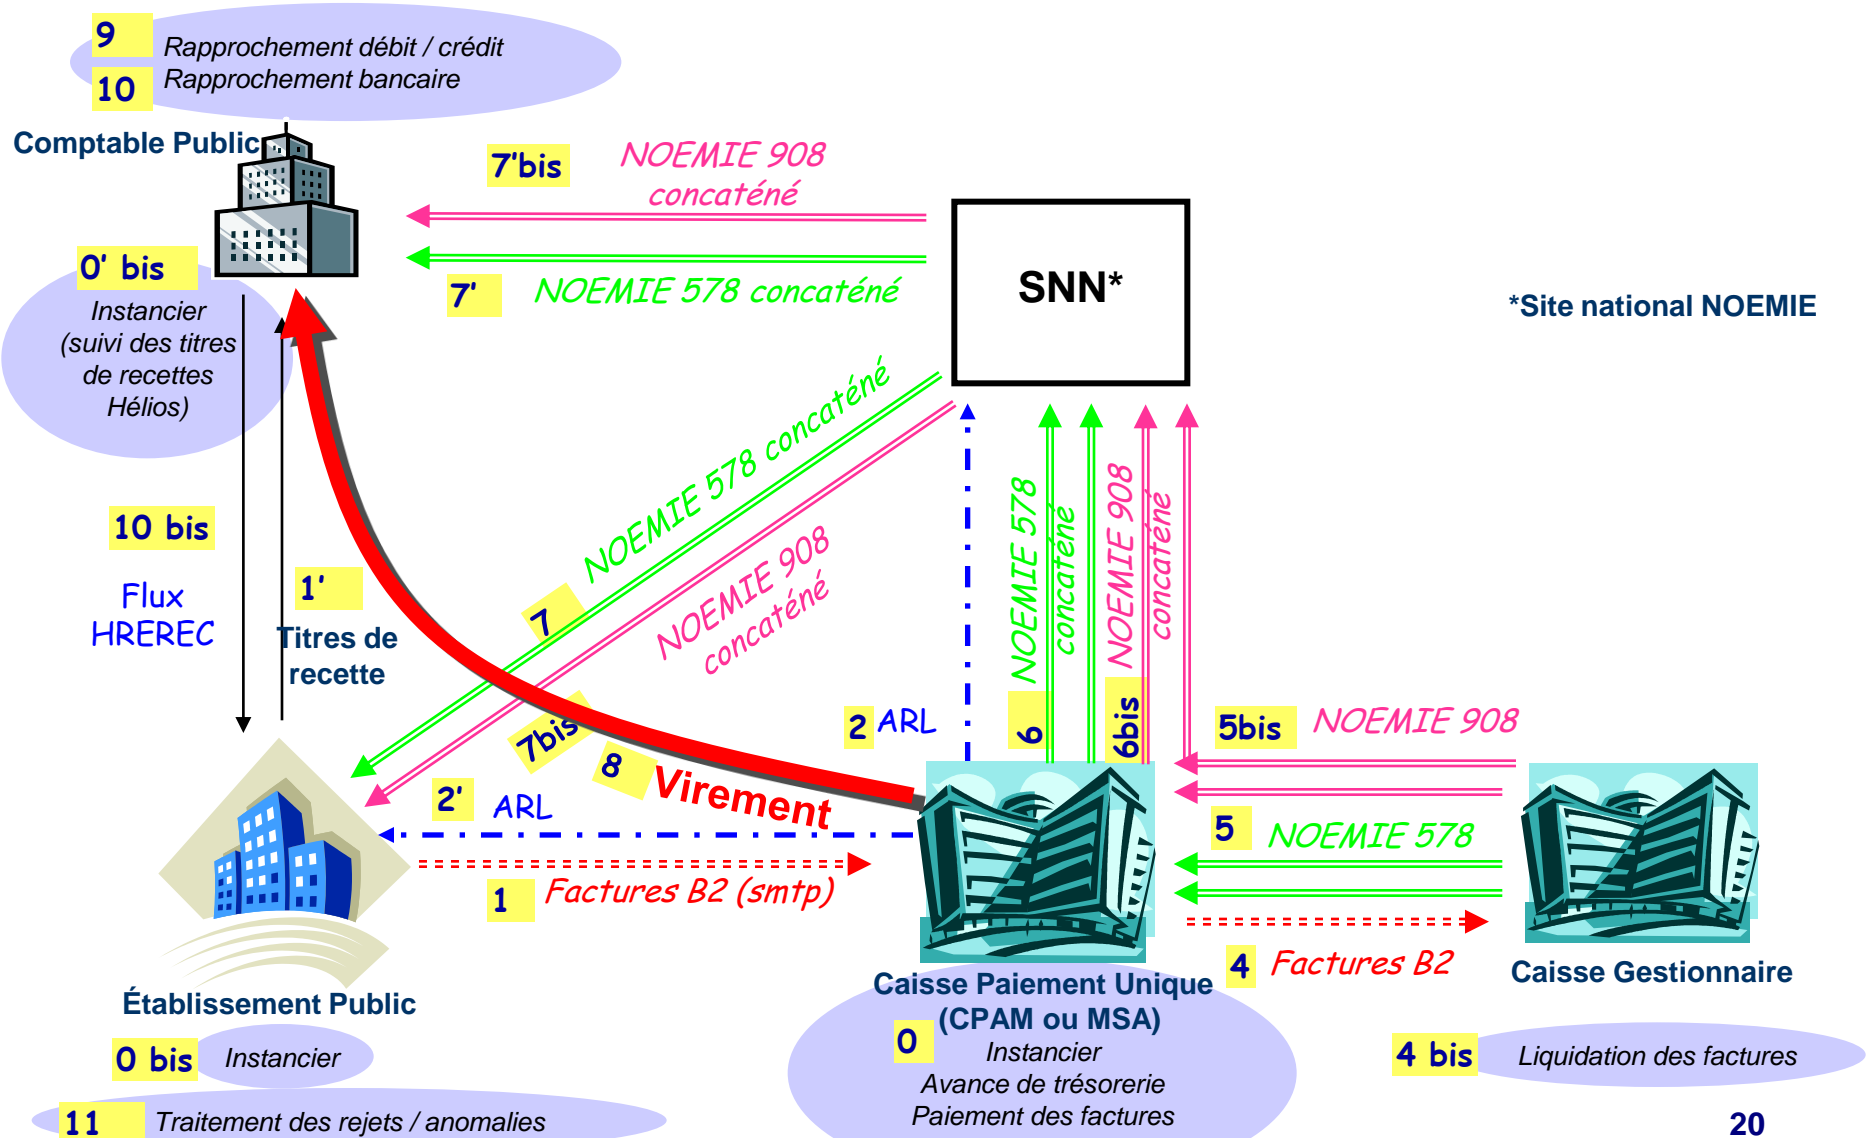 9
Rapprochement débit / crédit
10
Rapprochement bancaire
Comptable Public
7'bis
NOEMIE 908
concaténé
0' bis
Instancier
(suivi des titres
de recettes
Hélios)
7'
NOEMIE 578 concaténé
SNN*
*Site national NOEMIE
NOEMIE 578 concaténé
7
NOEMIE 908
concaténé
7bis
10 bis
Flux
HREREC
1'
Titres de
recette
2
ARL
6
NOEMIE 578
concaténé
6bis
NOEMIE 908
concaténé
5bis
NOEMIE 908
8
Virement
2'
ARL
5
NOEMIE 578
1
Factures B2 (smtp)
4
Factures B2
Établissement Public
Caisse Paiement Unique
(CPAM ou MSA)
Caisse Gestionnaire
0 bis
Instancier
0
Instancier
Avance de trésorerie
Paiement des factures
4 bis
Liquidation des factures
11
Traitement des rejets / anomalies
20